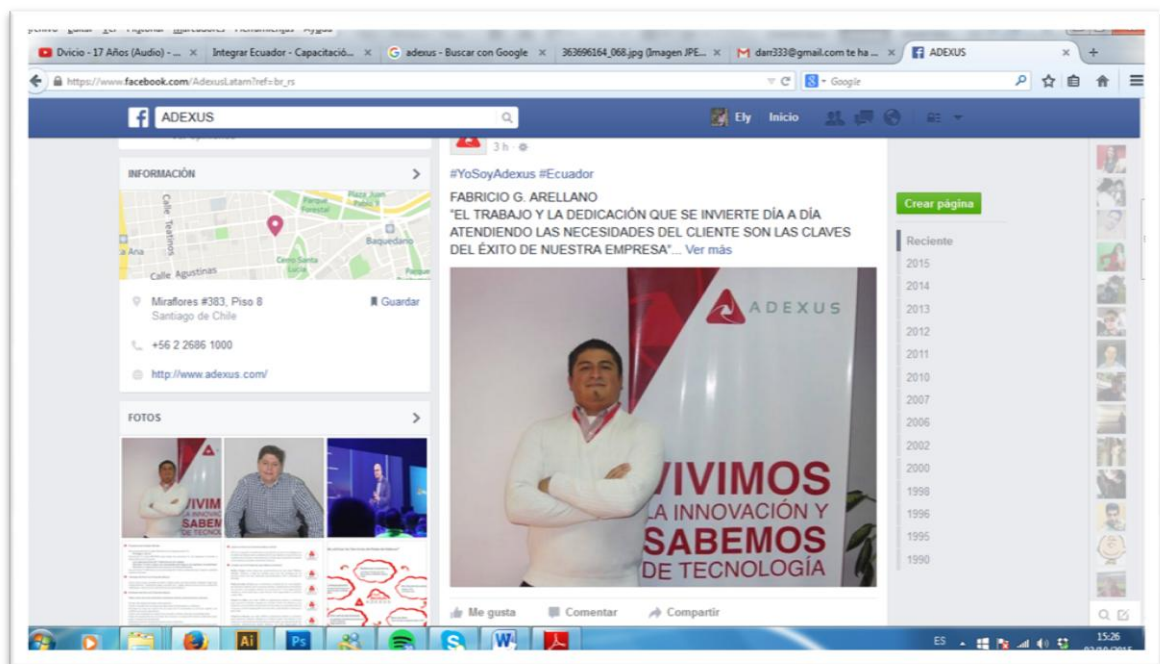 Dvicio - 17 Años (Audio) - ...
Integrar Ecuador - Capacitació...
adexus - Buscar con Google
363696164_068.jpg (Imagen JPE...
ADEXUS
https://www.facebook.com/AdexusLatam?ref=br_rs
Google
ADEXUS
Ely Inicio
INFORMACIÓN
Calle Teatinos
Parque Forestal
Plaza Juan Pablo II
Baquedano
a Ana
Cerro Santa Lucía
Calle Agustinas
Parque
Miraflores #383, Piso 8
Guardar
Santiago de Chile
+56 2 2686 1000
http://www.adexus.com/
FOTOS
3 h
#YoSoyAdexus #Ecuador
FABRICIO G. ARELLANO
"EL TRABAJO Y LA DEDICACIÓN QUE SE INVIERTE DÍA A DÍA
ATENDIENDO LAS NECESIDADES DEL CLIENTE SON LAS CLAVES
DEL ÉXITO DE NUESTRA EMPRESA"... Ver más
ADEXUS
VIVIMOS
LA INNOVACIÓN Y
SABEMOS
DE TECNOLOGÍA
Me gusta Comentar Compartir
Crear página
Reciente
2015
2014
2013
2012
2011
2010
2007
2006
2002
2000
1998
1996
1995
1990
Ai
Ps
ES
15:26